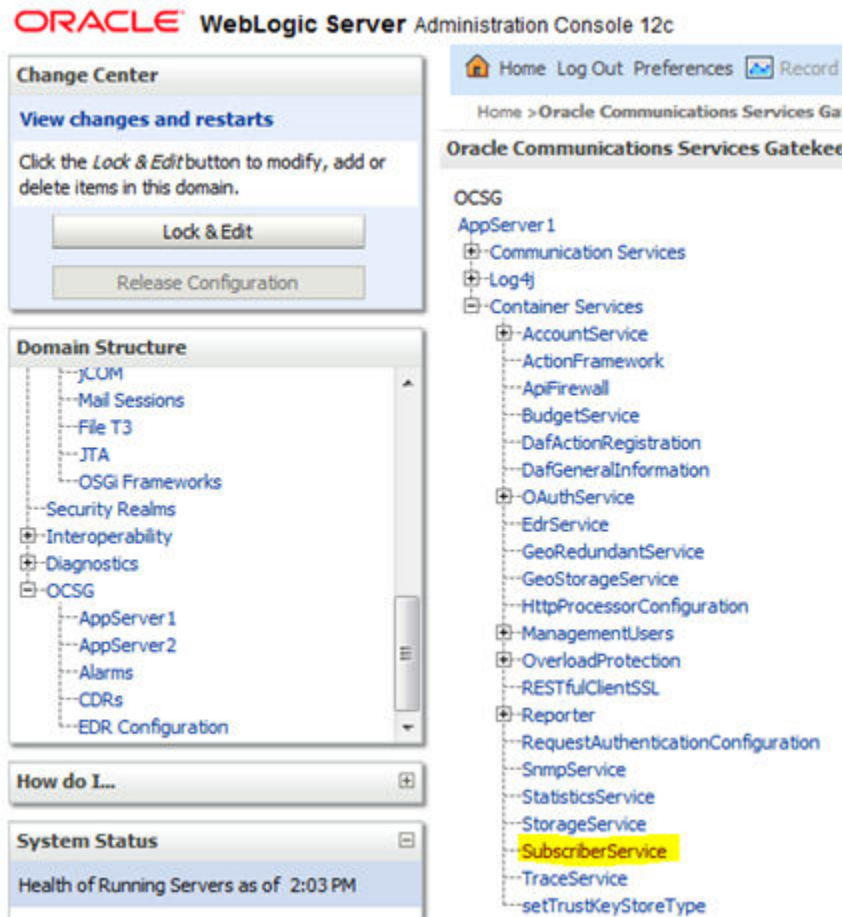 ORACLE WebLogic Server Administration Console 12c
Change Center
View changes and restarts
Click the Lock & Edit button to modify, add or
delete items in this domain.
Lock & Edit
Release Configuration
Domain Structure
jCOM
Mail Sessions
File T3
JTA
OSGi Frameworks
Security Realms
Interoperability
Diagnostics
OCSG
AppServer1
AppServer2
Alarms
CDRs
EDR Configuration
How do I...
System Status
Health of Running Servers as of 2:03 PM
Home Log Out Preferences Record
Home >Oracle Communications Services Ga
Oracle Communications Services Gatekee
OCSG
AppServer1
Communication Services
Log4j
Container Services
AccountService
ActionFramework
ApiFirewall
BudgetService
DafActionRegistration
DafGeneralInformation
OAuthService
EdrService
GeoRedundantService
GeoStorageService
HttpProcessorConfiguration
ManagementUsers
OverloadProtection
RESTfulClientSSL
Reporter
RequestAuthenticationConfiguration
SnmpService
StatisticsService
StorageService
SubscriberService
TraceService
setTrustKeyStoreType